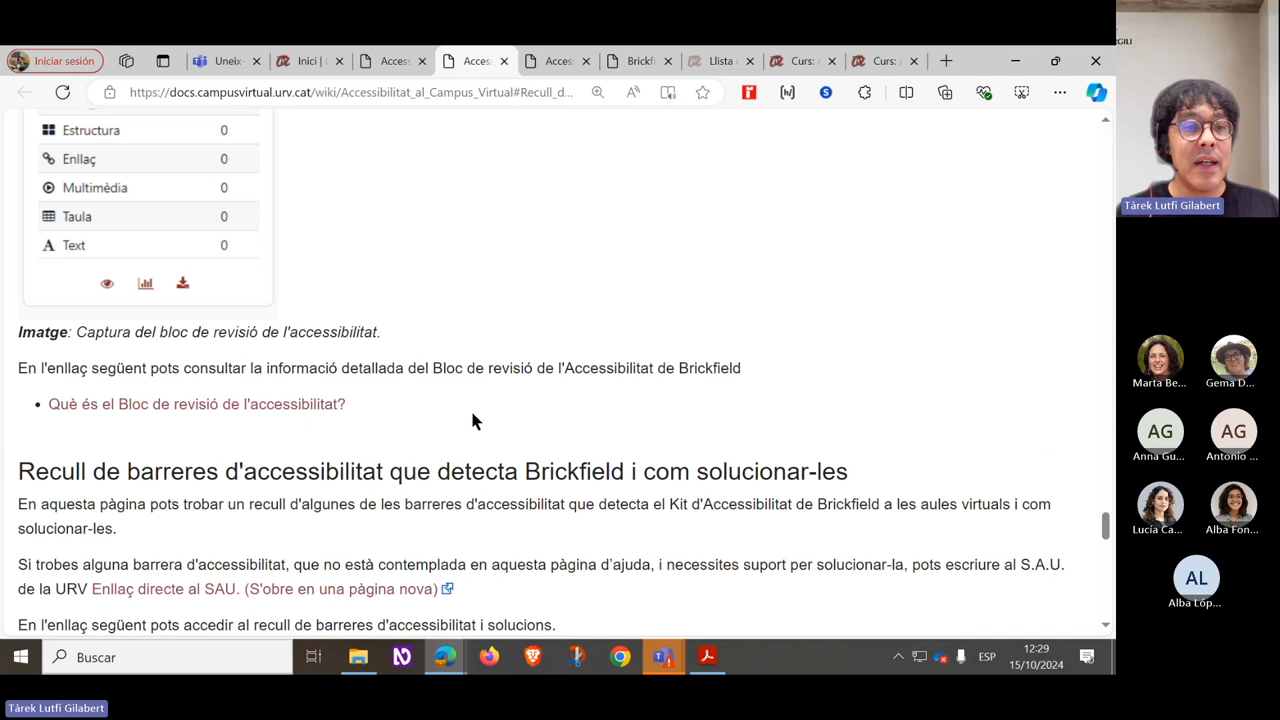 Iniciar sesión
Uneix-
Inici | (
Acces
Acces
Acces
Brickfi
Llista
Curs: A
Curs: A
https://docs.campusvirtual.urv.cat/wiki/Accessibilitat_al_Campus_Virtual#Recull_d...
Estructura 0
Enllaç 0
Multimèdia 0
Taula 0
Text 0
Imatge: Captura del bloc de revisió de l'accessibilitat.
En l'enllaç següent pots consultar la informació detallada del Bloc de revisió de l'Accessibilitat de Brickfield
• Què és el Bloc de revisió de l'accessibilitat?
Recull de barreres d'accessibilitat que detecta Brickfield i com solucionar-les
En aquesta pàgina pots trobar un recull d'algunes de les barreres d'accessibilitat que detecta el Kit d'Accessibilitat de Brickfield a les aules virtuals i com
solucionar-les.
Si trobes alguna barrera d'accessibilitat, que no està contemplada en aquesta pàgina d’ajuda, i necessites suport per solucionar-la, pots escriure al S.A.U.
de la URV Enllaç directe al SAU. (S'obre en una pàgina nova)
En l'enllaç següent pots accedir al recull de barreres d'accessibilitat i solucions.
Buscar
ESP
12:29
15/10/2024
Tàrek Lutfi Gilabert
Marta Be...
Gema D...
AG
Anna Gu...
AG
Antonio ...
Lucía Ca...
Alba Fon...
AL
Alba Lóp...
Tàrek Lutfi Gilabert